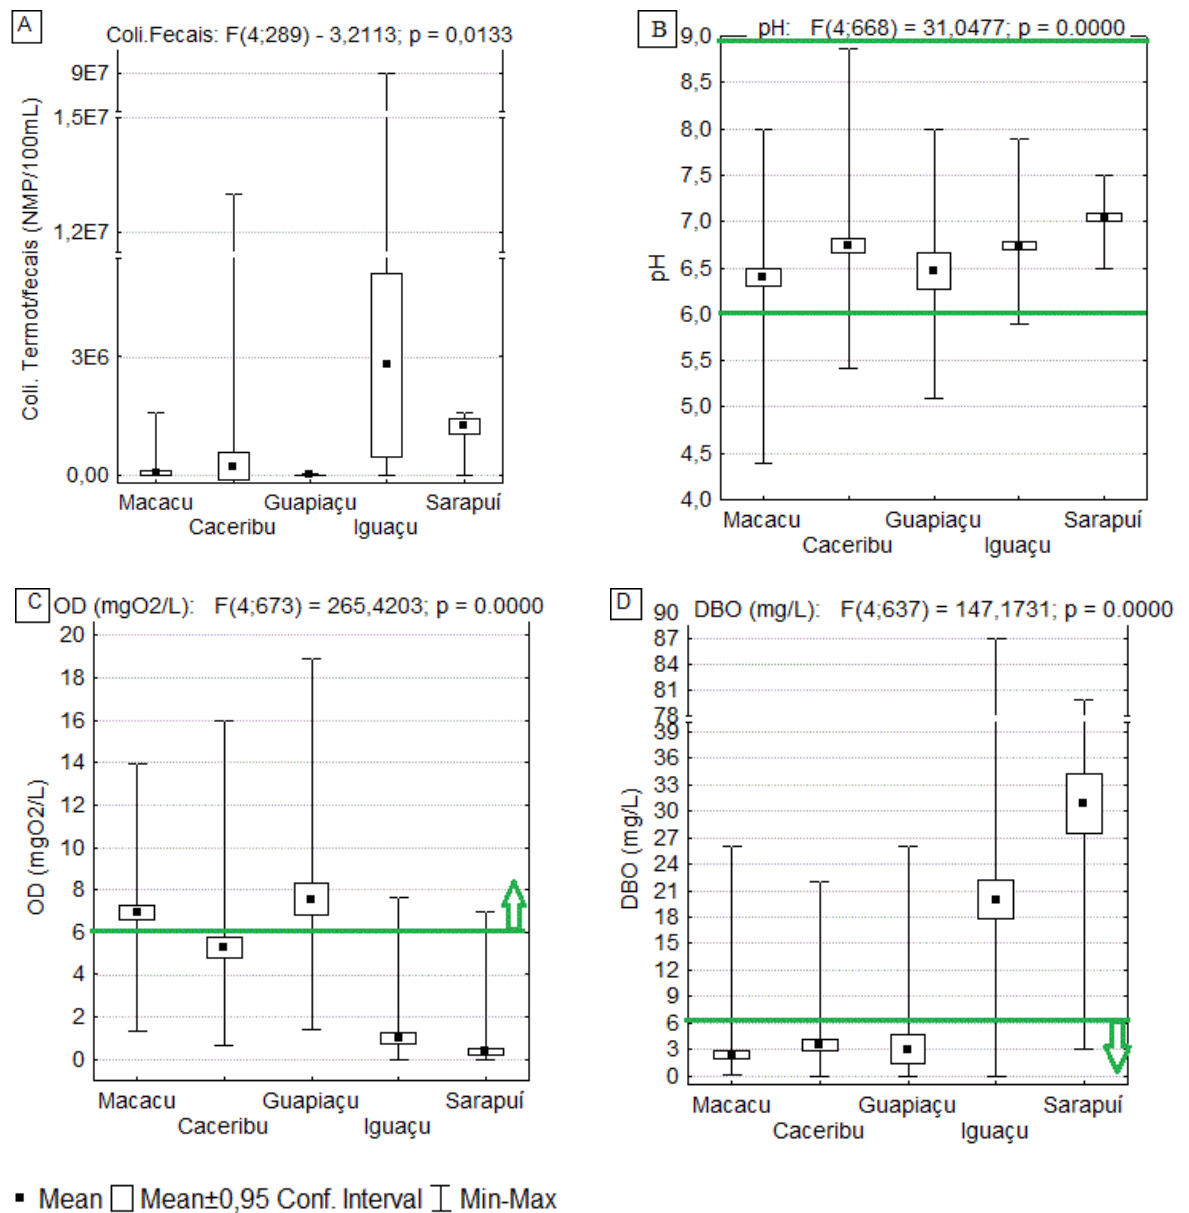 A
Coli.Fecais: F(4;289) - 3,2113; p = 0,0133
Coli. Termot/fecais (NMP/100mL)
9E7
1,5E7
1,2E7
3E6
0,00
Macacu
Caceribu
Guapiaçu
Iguaçu
Sarapuí
B
pH: F(4;668) = 31,0477; p = 0.0000
pH
9,0
8,5
8,0
7,5
7,0
6,5
6,0
5,5
5,0
4,5
4,0
Macacu
Caceribu
Guapiaçu
Iguaçu
Sarapuí
C
OD (mgO2/L): F(4;673) = 265,4203; p = 0.0000
OD (mgO2/L)
20
18
16
14
12
10
8
6
4
2
0
Macacu
Caceribu
Guapiaçu
Iguaçu
Sarapuí
D
DBO (mg/L): F(4;637) = 147,1731; p = 0.0000
DBO (mg/L)
90
87
84
81
78
39
36
33
30
27
24
21
18
15
12
9
6
3
0
Macacu
Caceribu
Guapiaçu
Iguaçu
Sarapuí
Mean Mean±0,95 Conf. Interval Min-Max